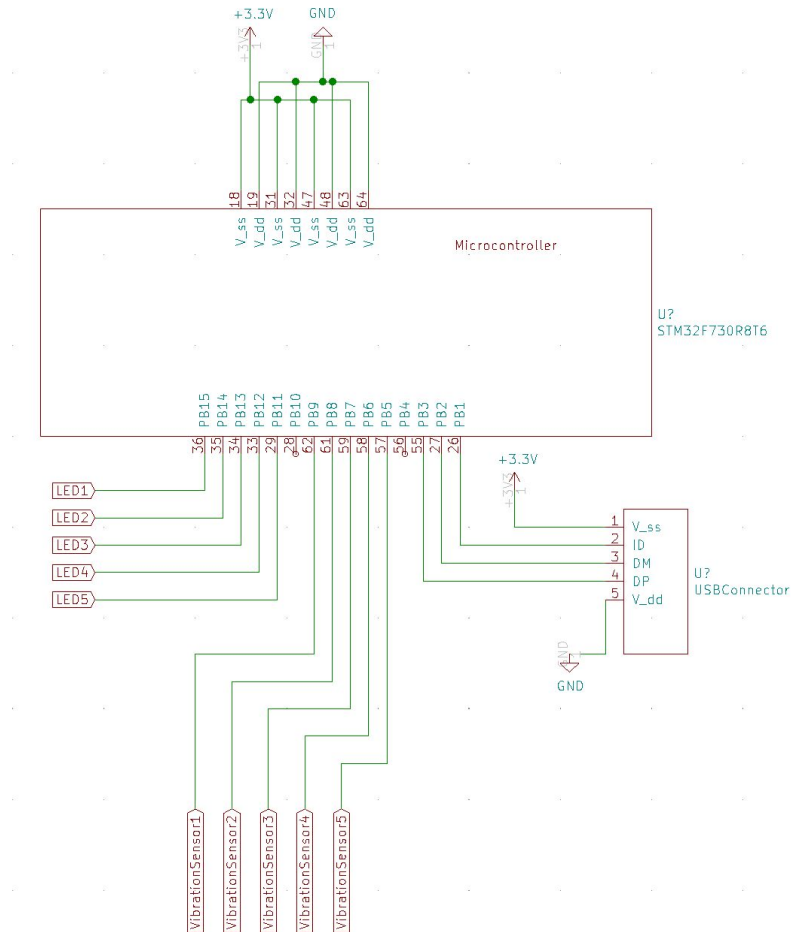 +3.3V
GND
+3V3
1
GND
1
18
19
31
32
47
48
63
64
V_ss
V_dd
V_ss
V_dd
V_ss
V_dd
V_ss
V_dd
Microcontroller
U?
STM32F730R8T6
PB15
PB14
PB13
PB12
PB11
PB10
PB9
PB8
PB7
PB6
PB5
PB4
PB3
PB2
PB1
36
35
34
33
29
28
62
61
59
58
57
56
55
27
26
LED1
LED2
LED3
LED4
LED5
+3.3V
+3V3
1
1 V_ss
2 ID
3 DM
4 DP
5 V_dd
U?
USBConnector
GND
1
GND
VibrationSensor1
VibrationSensor2
VibrationSensor3
VibrationSensor4
VibrationSensor5